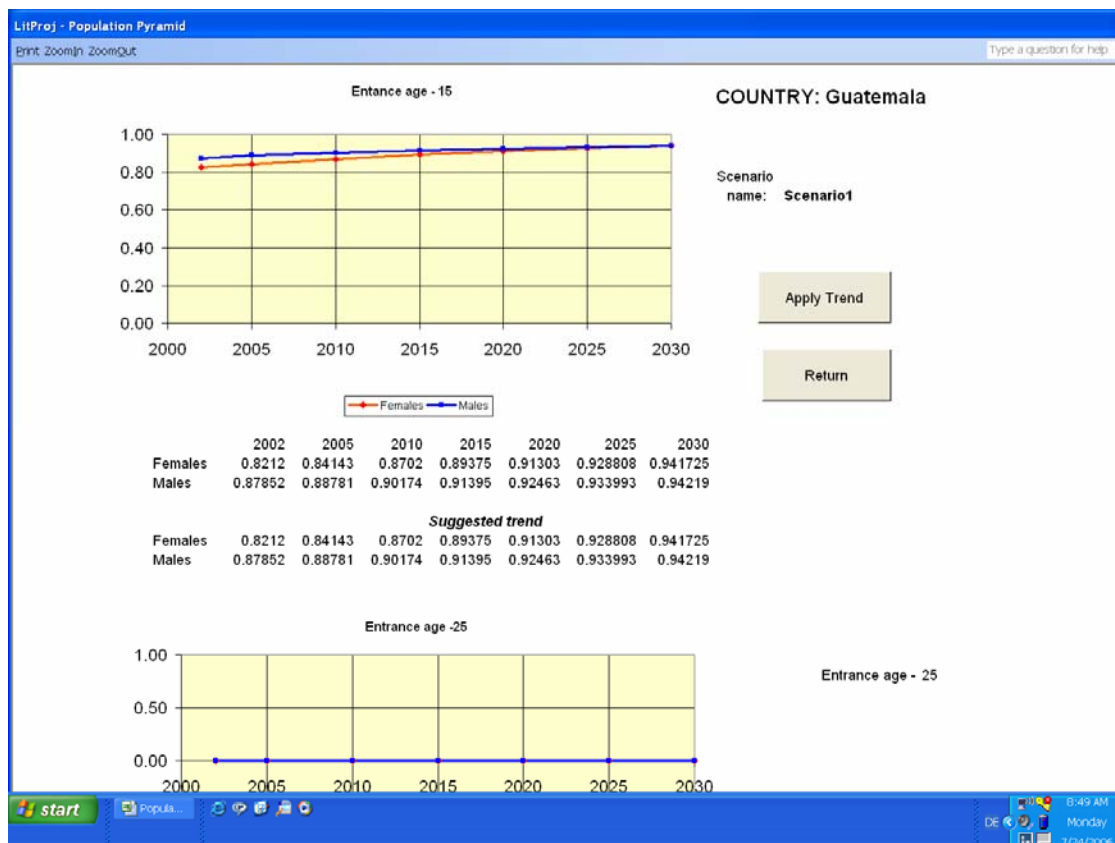 LitProj - Population Pyramid
Print ZoomIn ZoomOut
Type a question for help
Entance age - 15
COUNTRY: Guatemala
1.00
0.80
0.60
0.40
0.20
0.00
2000 2005 2010 2015 2020 2025 2030
Scenario
name: Scenario1
Apply Trend
Return
Females Males
2002 2005 2010 2015 2020 2025 2030
Females 0.8212 0.84143 0.8702 0.89375 0.91303 0.928808 0.941725
Males 0.87852 0.88781 0.90174 0.91395 0.92463 0.933993 0.94219
Suggested trend
Females 0.8212 0.84143 0.8702 0.89375 0.91303 0.928808 0.941725
Males 0.87852 0.88781 0.90174 0.91395 0.92463 0.933993 0.94219
Entrance age -25
1.00
0.50
0.00
2000 2005 2010 2015 2020 2025 2030
Entrance age - 25
start
Popula...
DE
8:49 AM
Monday
7/24/2006